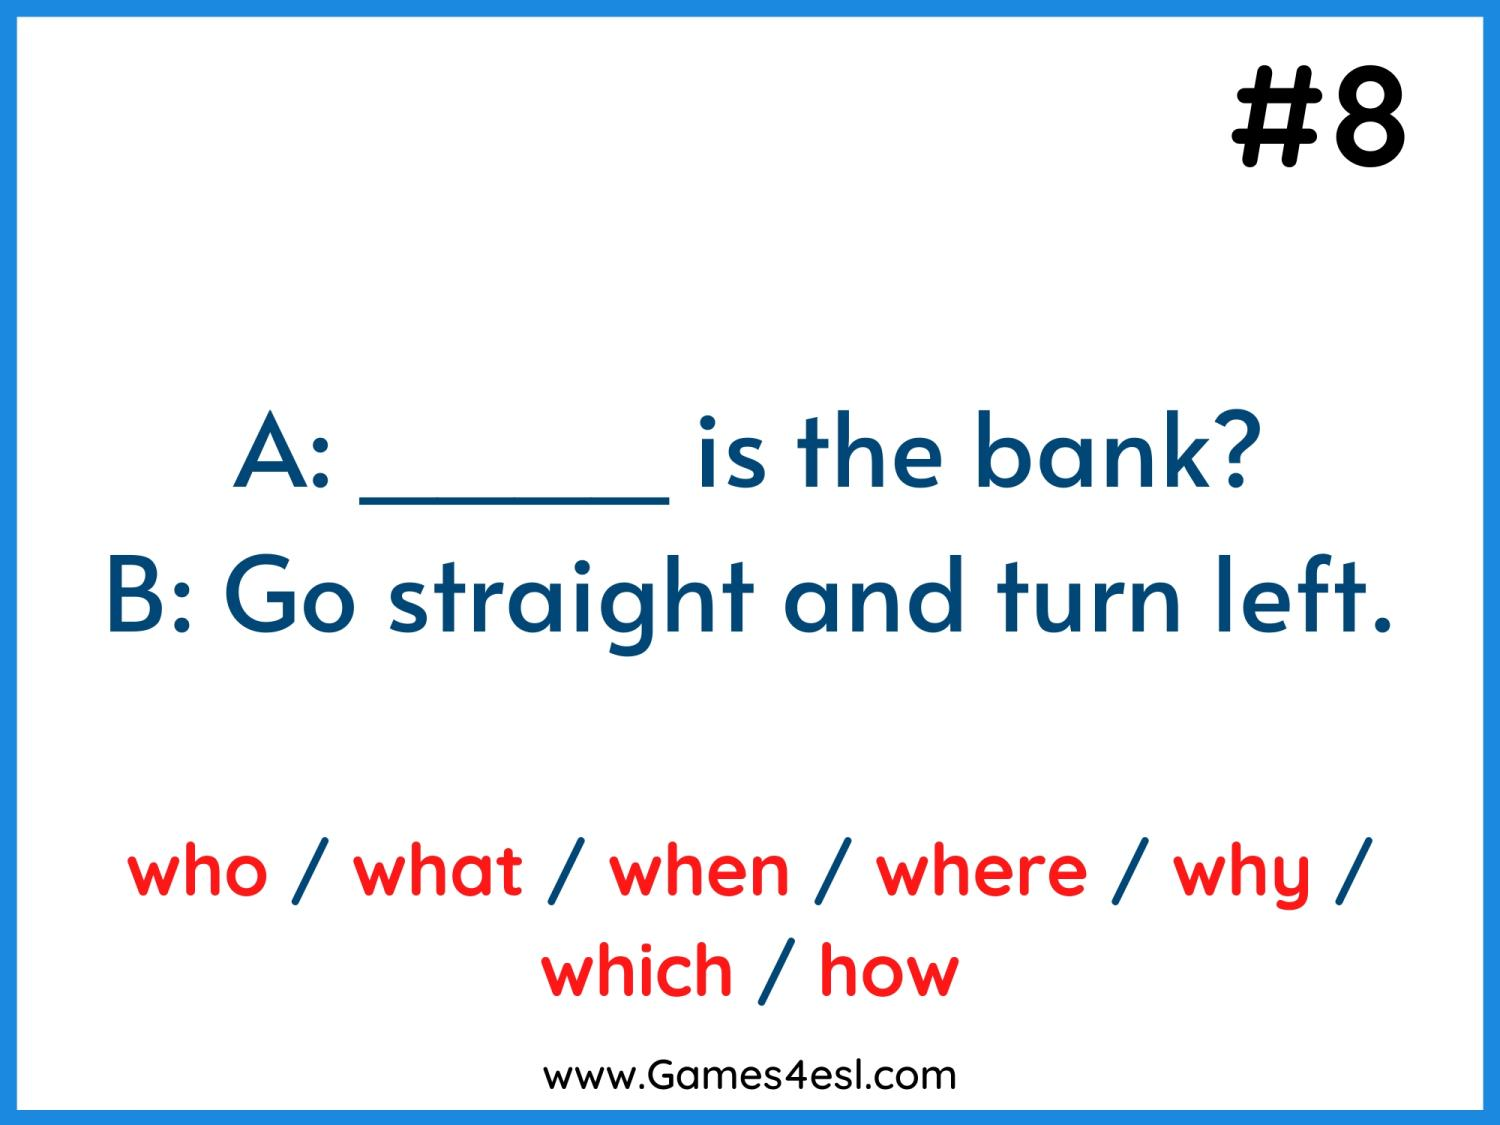 #8
A: ______ is the bank?
B: Go straight and turn left.
who / what / when / where / why /
which / how
www.Games4esl.com